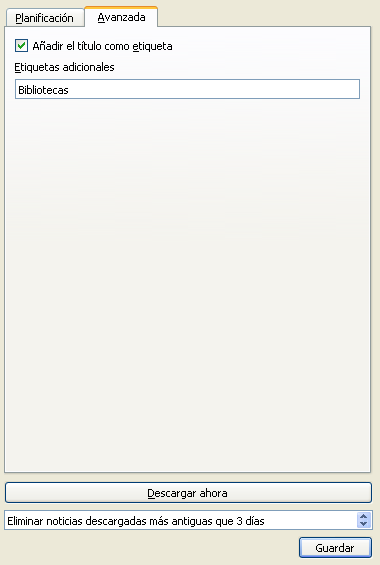 Planificación
Avanzada
Añadir el título como etiqueta
Etiquetas adicionales
Bibliotecas
Descargar ahora
Eliminar noticias descargadas más antiguas que 3 días
Guardar